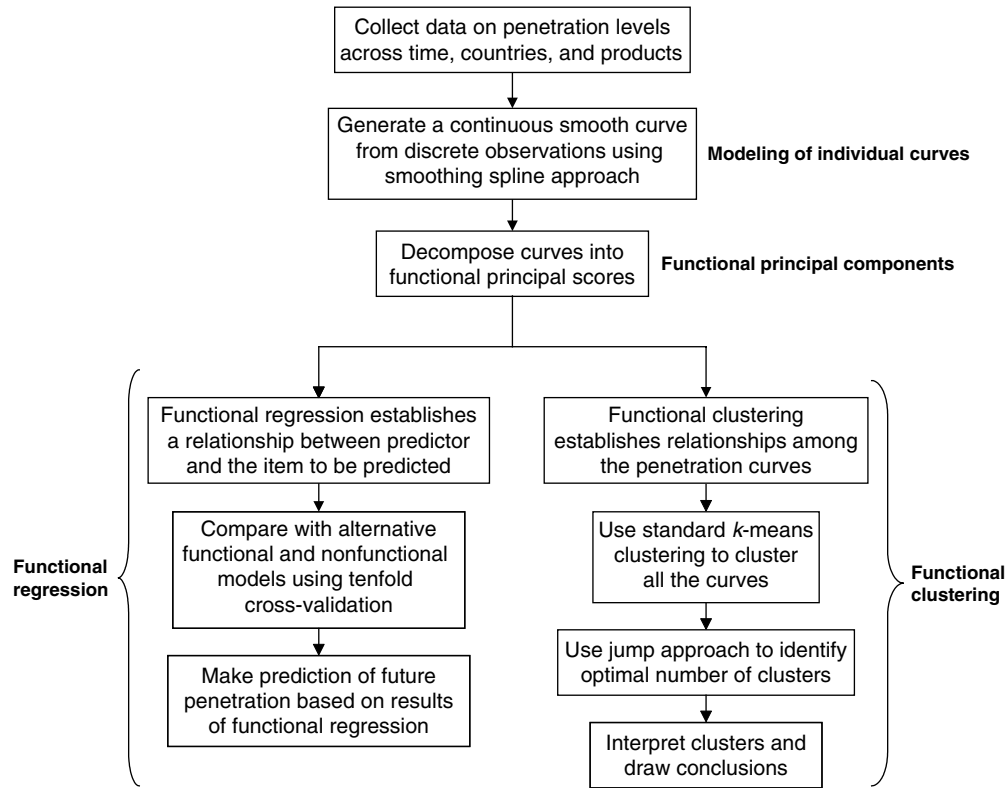 Collect data on penetration levels
across time, countries, and products
Generate a continuous smooth curve
from discrete observations using
smoothing spline approach
Modeling of individual curves
Decompose curves into
functional principal scores
Functional principal components
Functional regression
Functional regression establishes
a relationship between predictor
and the item to be predicted
Compare with alternative
functional and nonfunctional
models using tenfold
cross-validation
Make prediction of future
penetration based on results
of functional regression
Functional clustering
establishes relationships among
the penetration curves
Use standard k-means
clustering to cluster
all the curves
Use jump approach to identify
optimal number of clusters
Interpret clusters and
draw conclusions
Functional
clustering